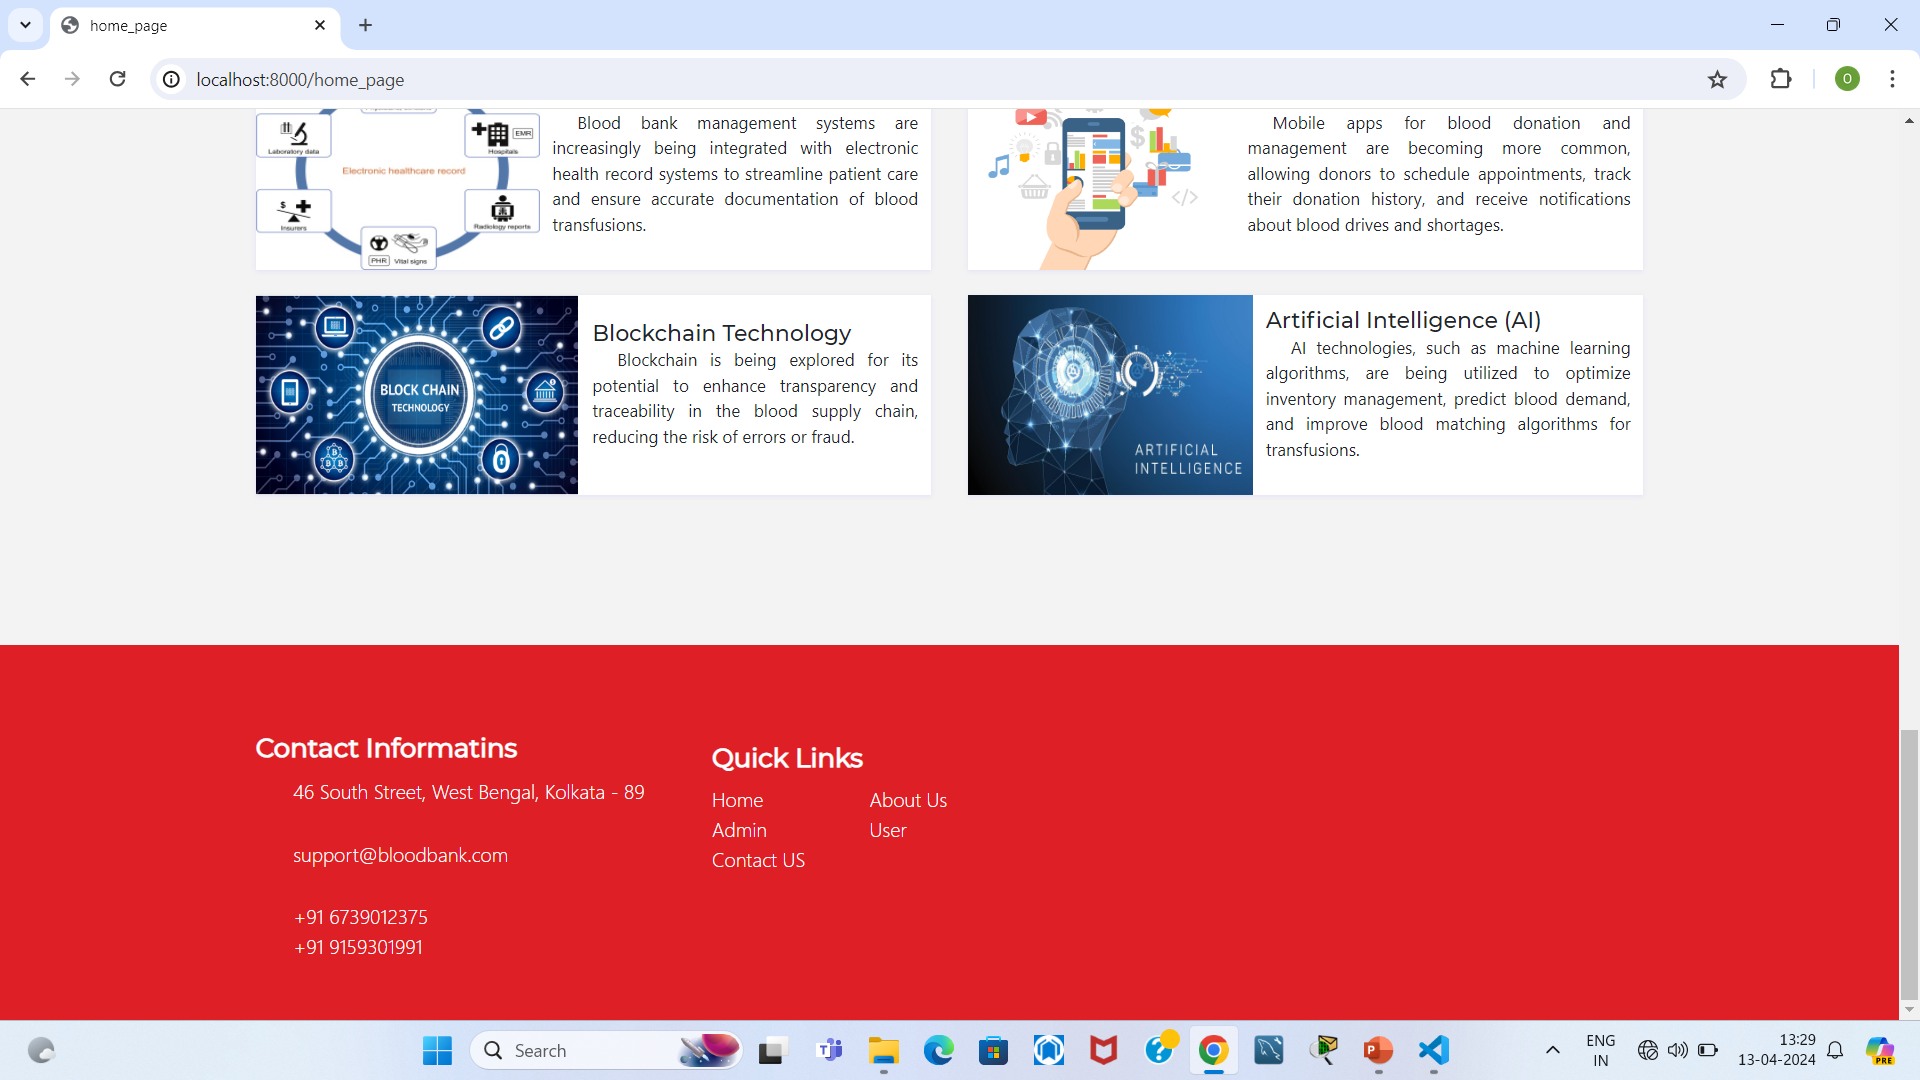 home_page
localhost:8000/home_page
O
Laboratory data
EMR
Hospitals
Electronic healthcare record
$
Insurers
Radiology reports
PHR
Vital signs
Blood bank management systems are
increasingly being integrated with electronic
health record systems to streamline patient care
and ensure accurate documentation of blood
transfusions.
$
</>
Mobile apps for blood donation and
management are becoming more common,
allowing donors to schedule appointments, track
their donation history, and receive notifications
about blood drives and shortages.
BLOCK CHAIN
TECHNOLOGY
Blockchain Technology
Blockchain is being explored for its
potential to enhance transparency and
traceability in the blood supply chain,
reducing the risk of errors or fraud.
ARTIFICIAL
INTELLIGENCE
Artificial Intelligence (AI)
AI technologies, such as machine learning
algorithms, are being utilized to optimize
inventory management, predict blood demand,
and improve blood matching algorithms for
transfusions.
Contact Informatins
46 South Street, West Bengal, Kolkata - 89
support@bloodbank.com
+91 6739012375
+91 9159301991
Quick Links
Home
About Us
Admin
User
Contact US
Search
ENG
IN
13:29
13-04-2024
PRE